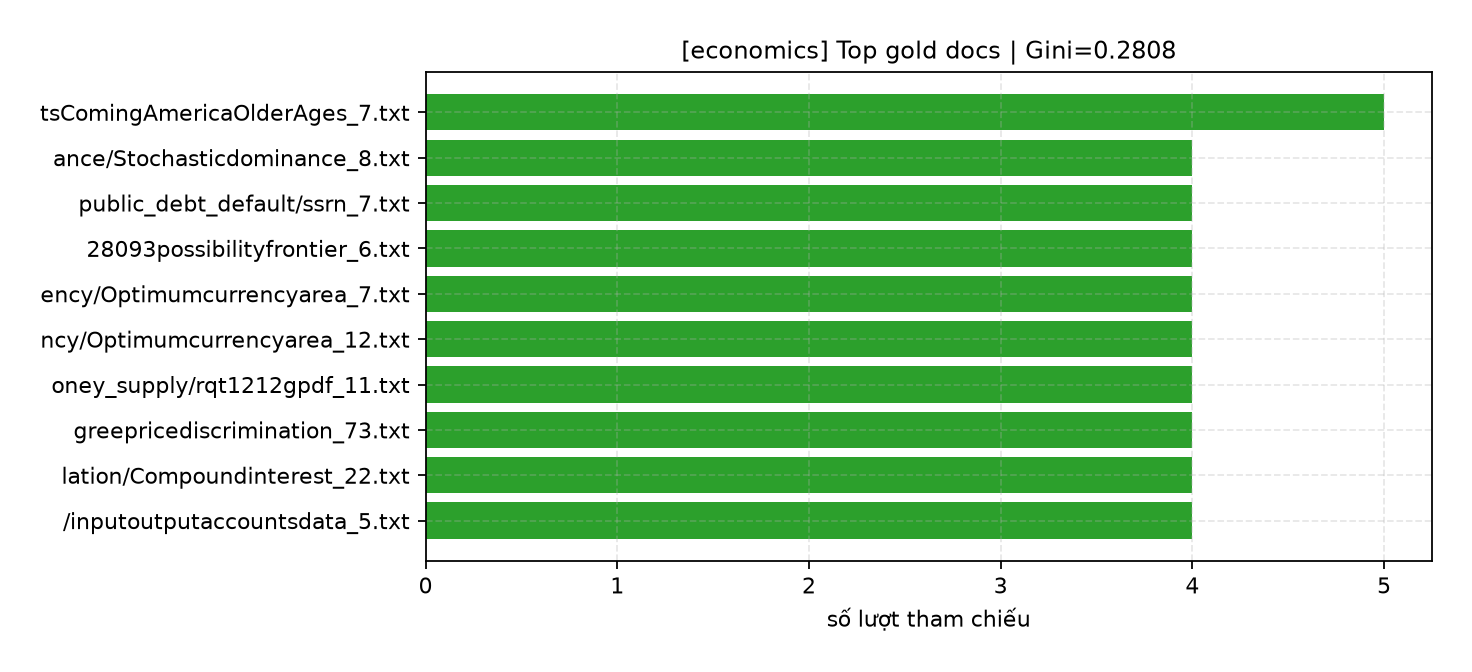 [economics] Top gold docs | Gini=0.2808
tsComingAmericaOlderAges_7.txt
ance/Stochasticdominance_8.txt
public_debt_default/ssrn_7.txt
28093possibilityfrontier_6.txt
ency/Optimumcurrencyarea_7.txt
ncy/Optimumcurrencyarea_12.txt
oney_supply/rqt1212gpdf_11.txt
greepricediscrimination_73.txt
lation/Compoundinterest_22.txt
/inputoutputaccountsdata_5.txt
0 1 2 3 4 5
số lượt tham chiếu